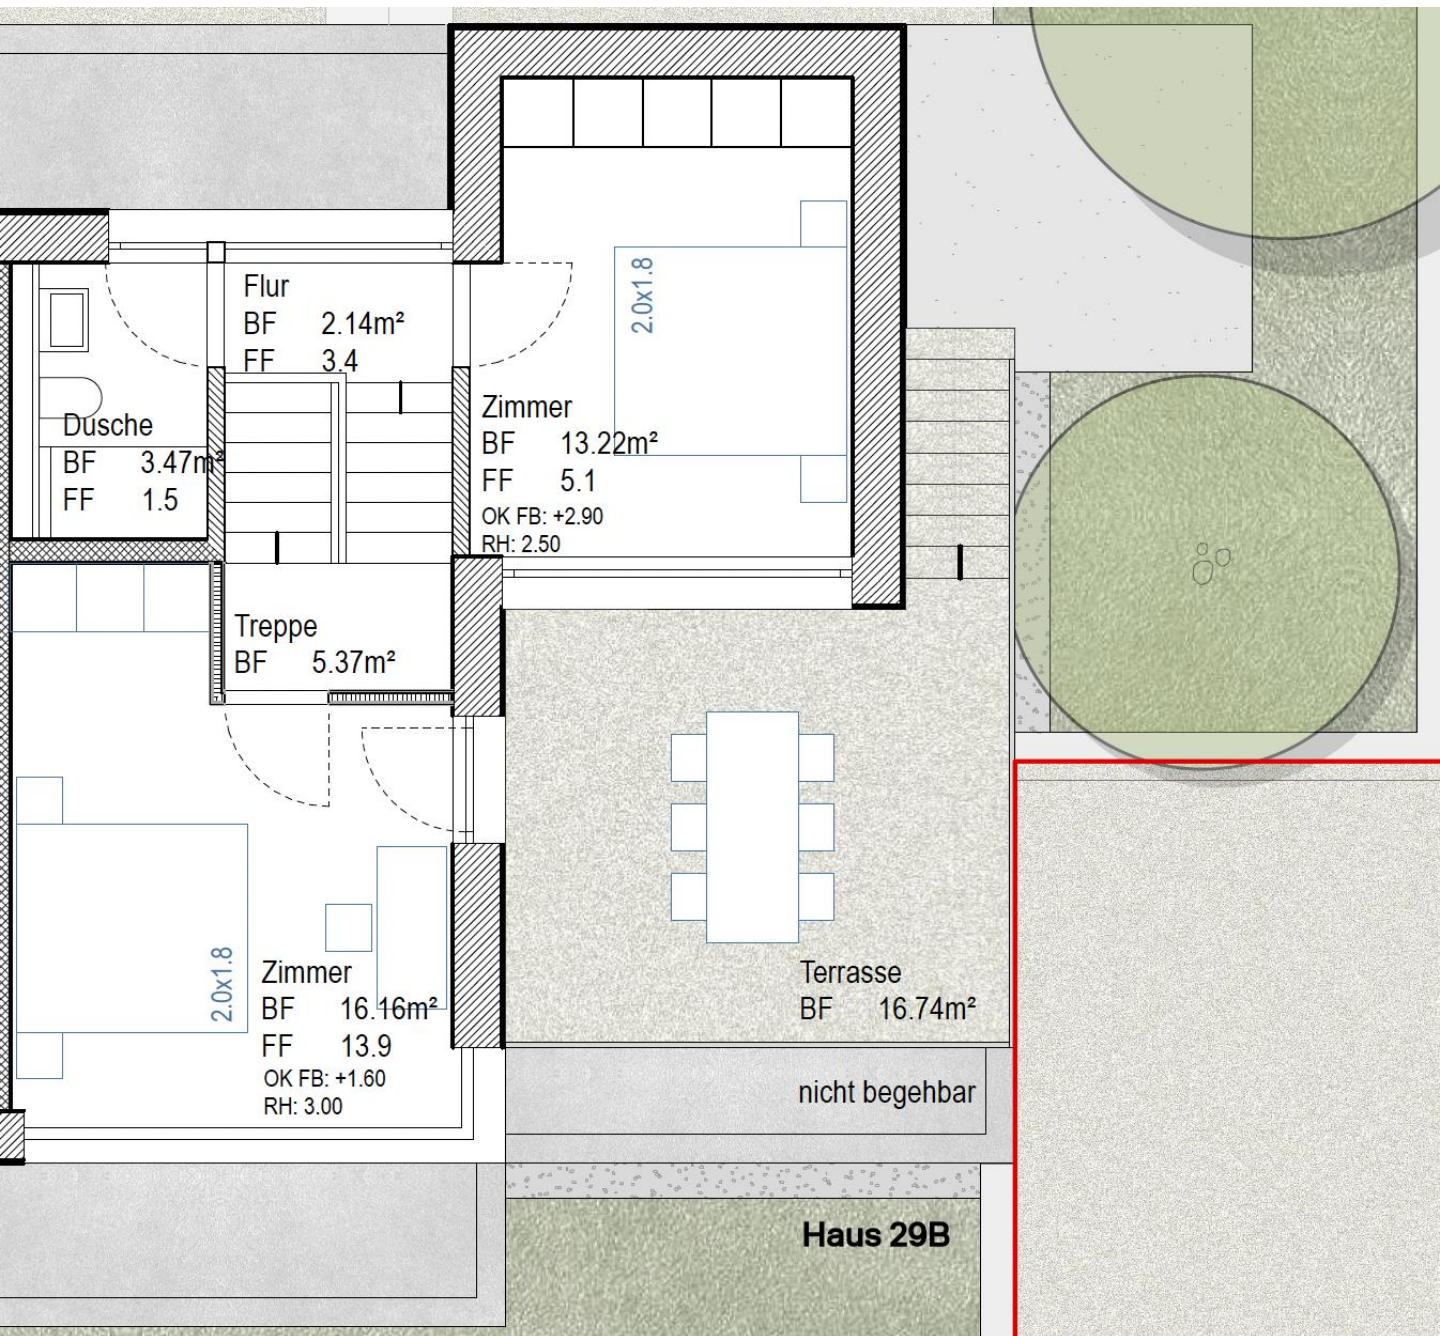 Flur
BF 2.14m²
FF 3.4
2.0x1.8
Dusche
BF 3.47m²
FF 1.5
Zimmer
BF 13.22m²
FF 5.1
OK FB: +2.90
RH: 2.50
Treppe
BF 5.37m²
2.0x1.8
Zimmer
BF 16.16m²
FF 13.9
OK FB: +1.60
RH: 3.00
Terrasse
BF 16.74m²
nicht begehbar
Haus 29B